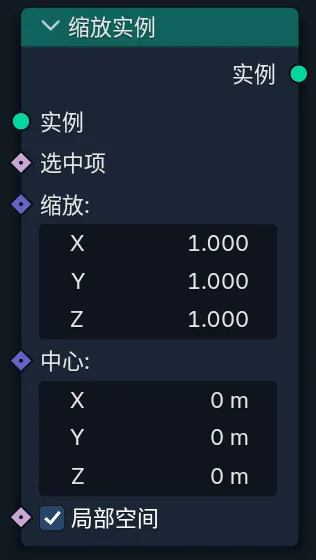 缩放实例
实例
实例
选中项
缩放:
X 1.000
Y 1.000
Z 1.000
中心:
X 0 m
Y 0 m
Z 0 m
局部空间